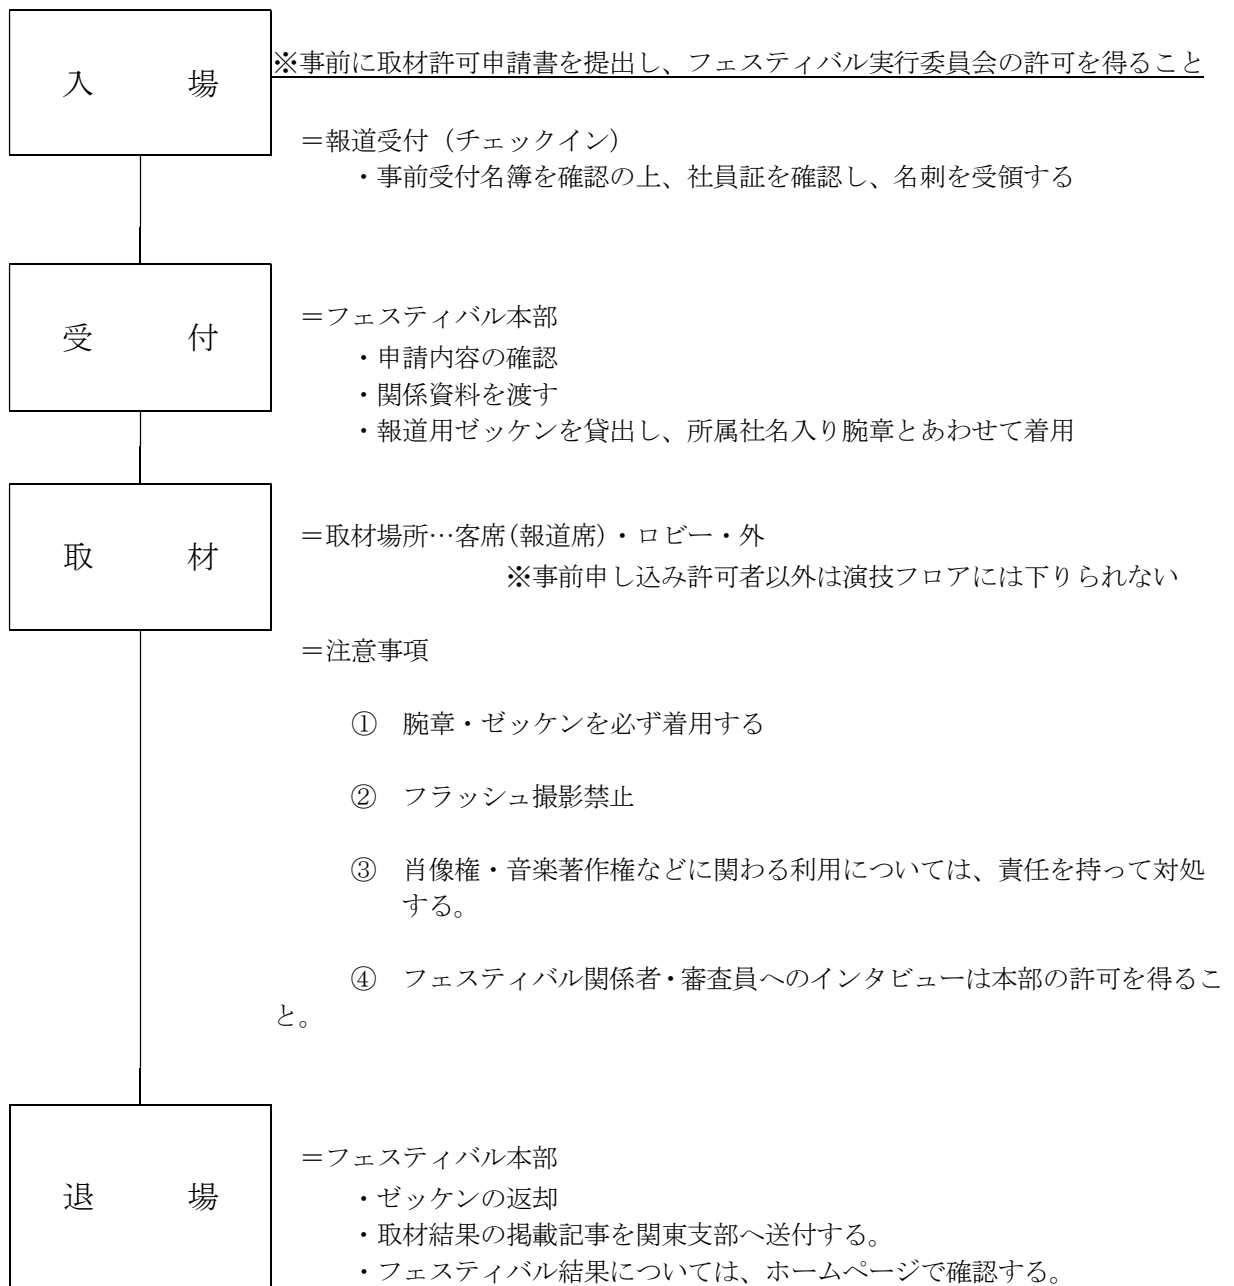 入　　場
※事前に取材許可申請書を提出し、フェスティバル実行委員会の許可を得ること
＝報道受付（チェックイン）
・事前受付名簿を確認の上、社員証を確認し、名刺を受領する
受　　付
＝フェスティバル本部
・申請内容の確認
・関係資料を渡す
・報道用ゼッケンを貸出し、所属社名入り腕章とあわせて着用
取　　材
＝取材場所…客席(報道席)・ロビー・外
※事前申し込み許可者以外は演技フロアには下りられない
＝注意事項
①　腕章・ゼッケンを必ず着用する
②　フラッシュ撮影禁止
③　肖像権・音楽著作権などに関わる利用については、責任を持って対処
する。
④　フェスティバル関係者・審査員へのインタビューは本部の許可を得るこ
と。
退　　場
＝フェスティバル本部
・ゼッケンの返却
・取材結果の掲載記事を関東支部へ送付する。
・フェスティバル結果については、ホームページで確認する。